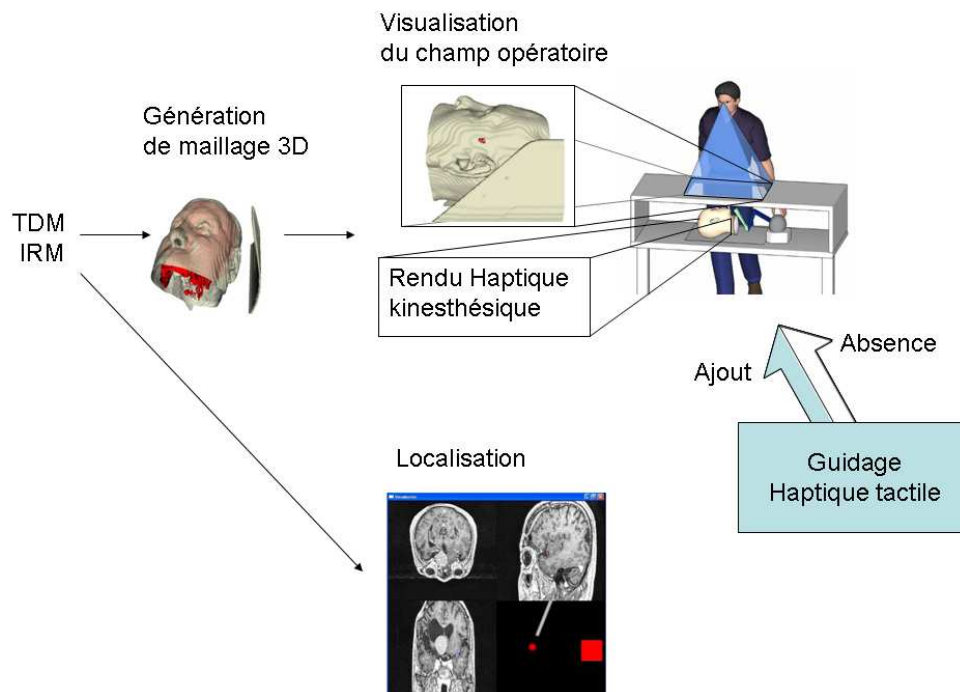 Visualisation
du champ opératoire
Génération
de maillage 3D
TDM
IRM
Rendu Haptique
kinesthésique
Absence
Ajout
Guidage
Haptique tactile
Localisation